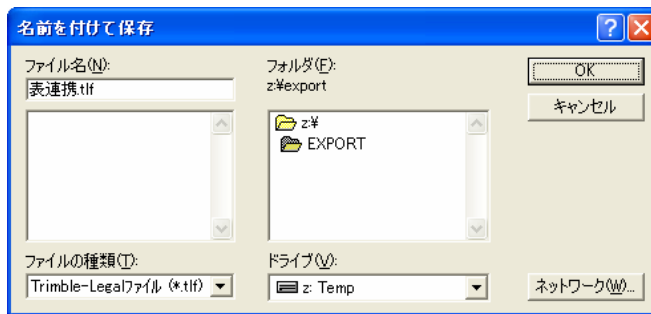 名前を付けて保存
ファイル名(N):
表連携.tlf
フォルダ(F):
z:¥export
z:¥
EXPORT
OK
キャンセル
ファイルの種類(T):
Trimble-Legalファイル (*.tlf)
ドライブ(V):
z: Temp
ネットワーク(W)...